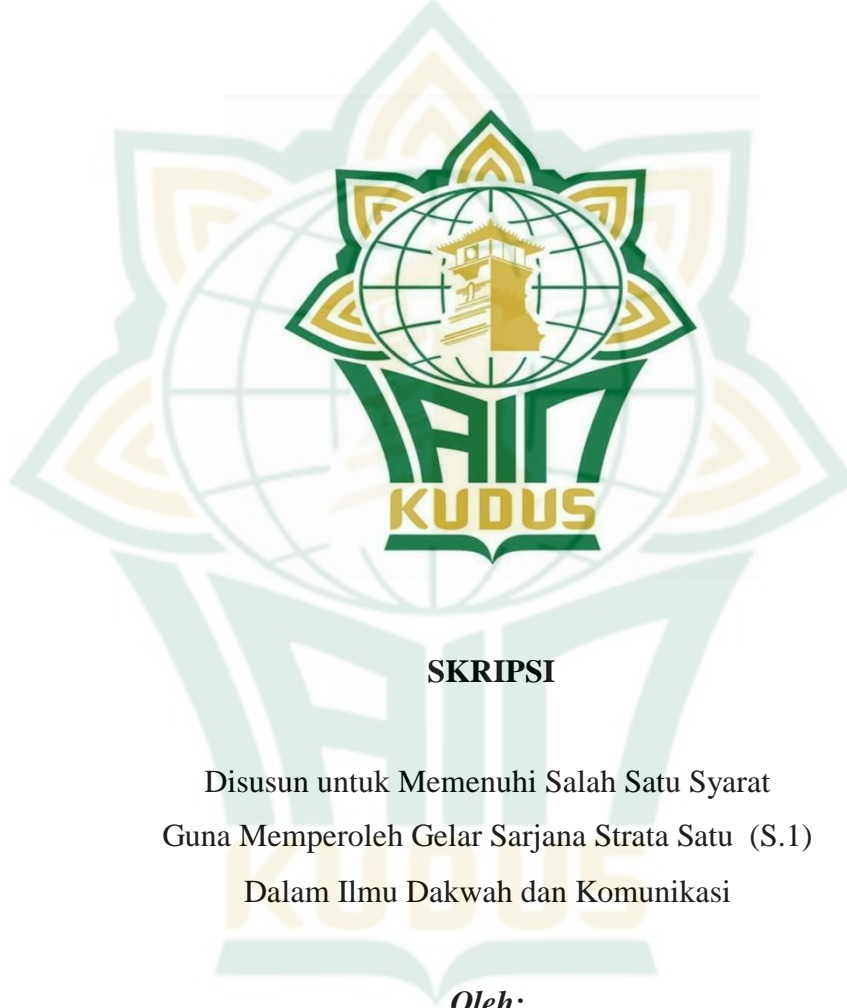 IAIN
KUDUS
SKRIPSI
Disusun untuk Memenuhi Salah Satu Syarat
Guna Memperoleh Gelar Sarjana Strata Satu  (S.1)
Dalam Ilmu Dakwah dan Komunikasi
Oleh: